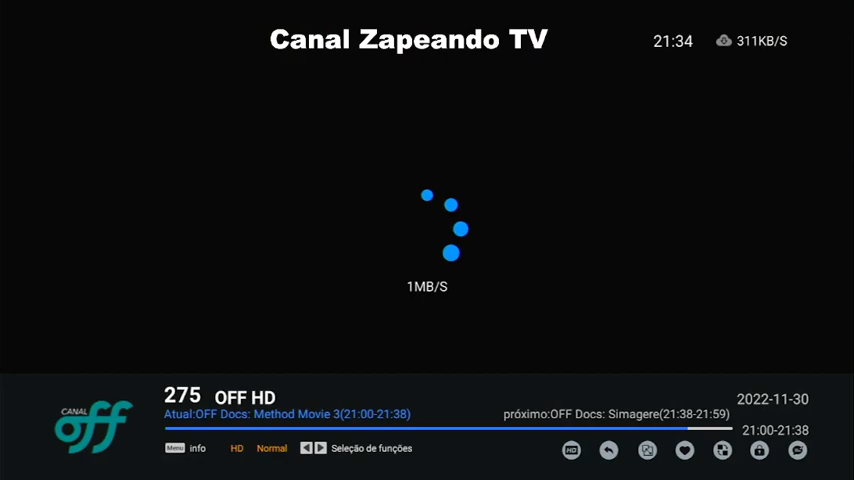 Canal Zapeando TV
21:34
311KB/S
1MB/S
275 OFF HD
2022-11-30
CANAL
off
Atual:OFF Docs: Method Movie 3(21:00-21:38)
próximo:OFF Docs: Simagere(21:38-21:59)
21:00-21:38
Menu info HD Normal Seleção de funções
HD